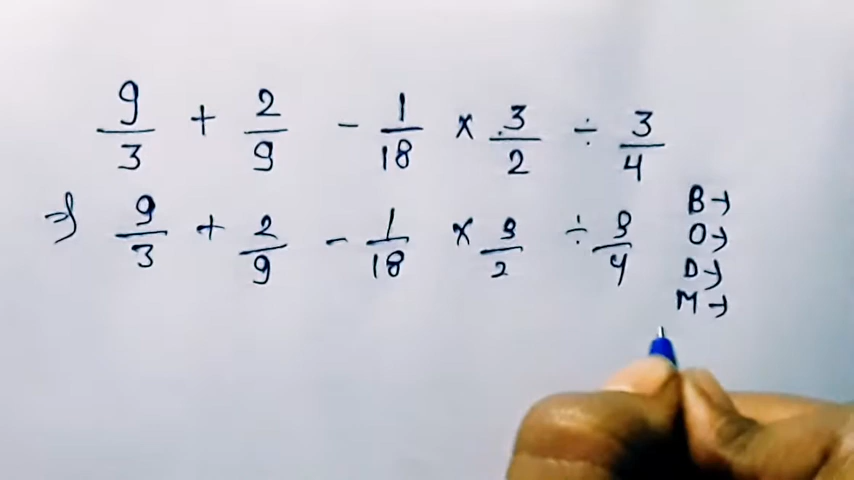 9/3 + 2/9 - 1/18 × 3/2 ÷ 3/4
⇒ 9/3 + 2/9 - 1/18 × 3/2 ÷ 3/4
B →
O →
D →
M →